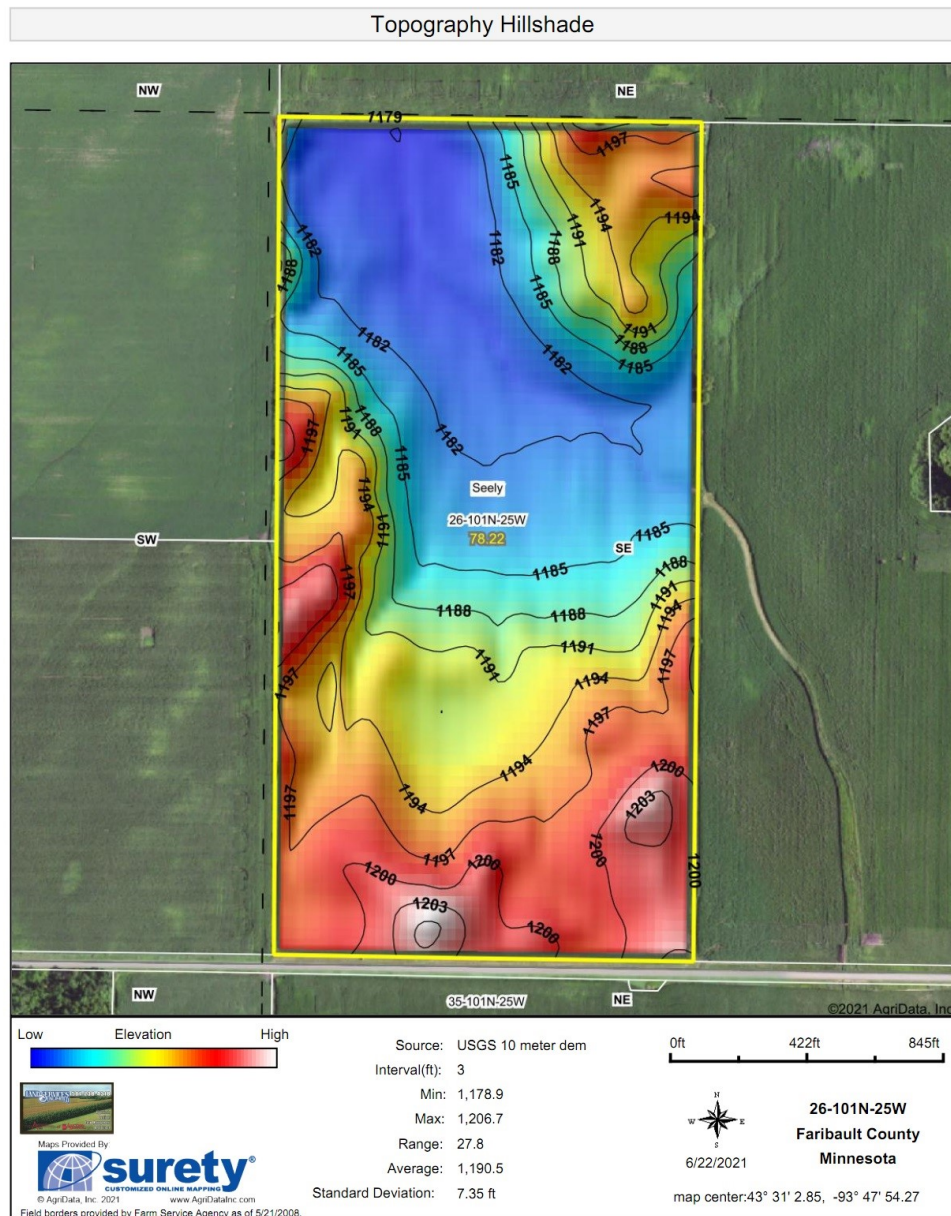 Topography Hillshade
NW
NE
1179
1197
1185
1194
1194
1191
1182
1182
1188
1188
1185
1191
1182
1188
1185
1185
1182
1188
1191
1197
1182
1185
Seely
1194
26-101N-25W
1191
78.22
1185
SW
SE
1185
1188
1197
1191
1188
1188
1194
1191
1191
1197
1194
1197
1197
1194
1200
1194
1197
1203
1200
1197
1200
1200
1200
1203
1200
NW
35-101N-25W
NE
©2021 AgriData, Inc
Low Elevation High
Source: USGS 10 meter dem
Interval(ft): 3
Min: 1,178.9
Max: 1,206.7
Range: 27.8
Average: 1,190.5
Standard Deviation: 7.35 ft
0ft 422ft 845ft
N
W E
S
6/22/2021
26-101N-25W
Faribault County
Minnesota
map center:43° 31' 2.85, -93° 47' 54.27
Maps Provided By:
surety®
CUSTOMIZED ONLINE MAPPING
© AgriData, Inc. 2021 www.AgriDataInc.com
Field borders provided by Farm Service Agency as of 5/21/2008.